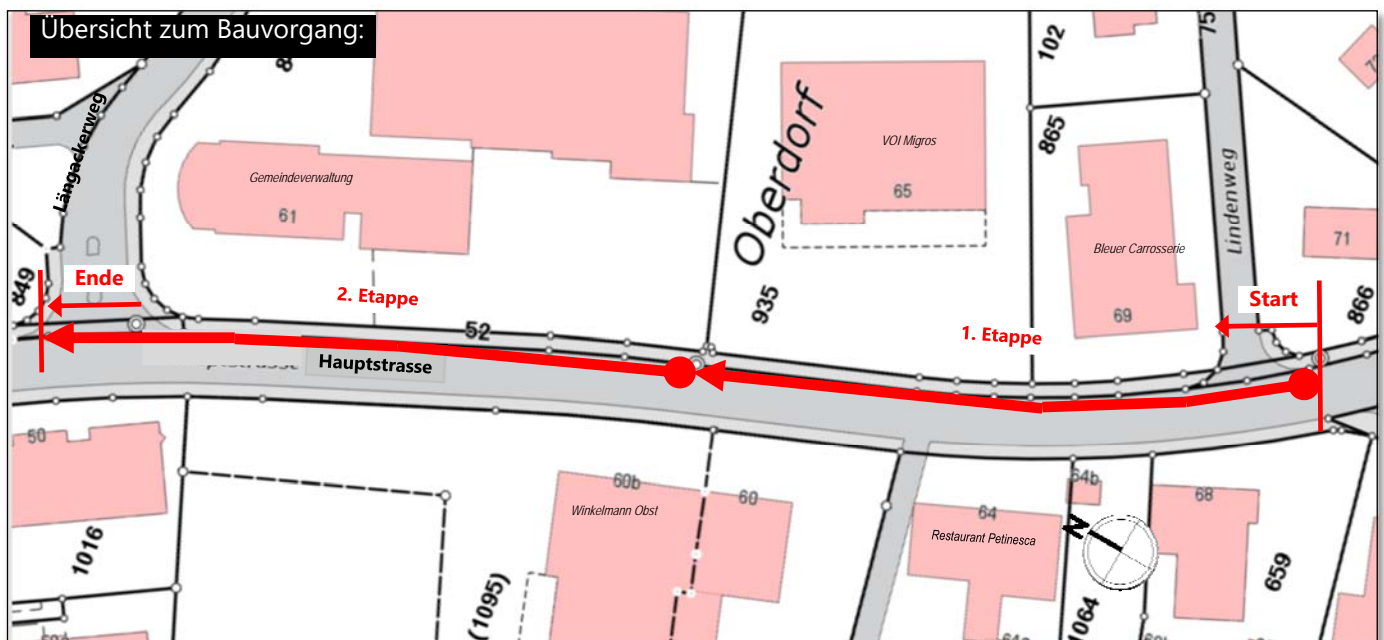 Übersicht zum Bauvorgang:
Längackerweg
Gemeindeverwaltung
61
Oberdorf
935
VOI Migros
65
102
865
75
Lindenweg
Bleuer Carrosserie
69
71
866
849
Ende
2. Etappe
52
1. Etappe
Start
Hauptstrasse
50
1016
60b
60
Winkelmann Obst
(1095)
64
64b
Restaurant Petinesca
N
68
659
1064